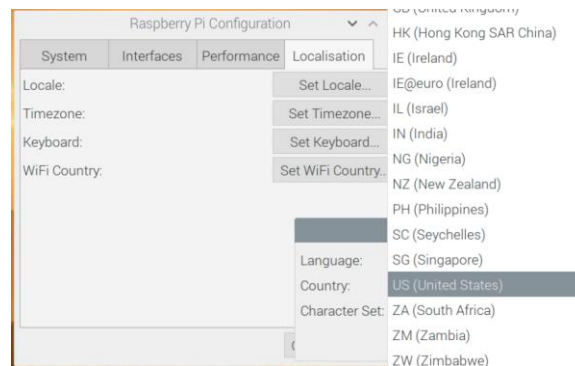 Raspberry Pi Configuration
System Interfaces Performance Localisation
Locale: Set Locale...
Timezone: Set Timezone...
Keyboard: Set Keyboard...
WiFi Country: Set WiFi Country...
Language:
Country:
Character Set:
GB (United Kingdom)
HK (Hong Kong SAR China)
IE (Ireland)
IE@euro (Ireland)
IL (Israel)
IN (India)
NG (Nigeria)
NZ (New Zealand)
PH (Philippines)
SC (Seychelles)
SG (Singapore)
US (United States)
ZA (South Africa)
ZM (Zambia)
ZW (Zimbabwe)